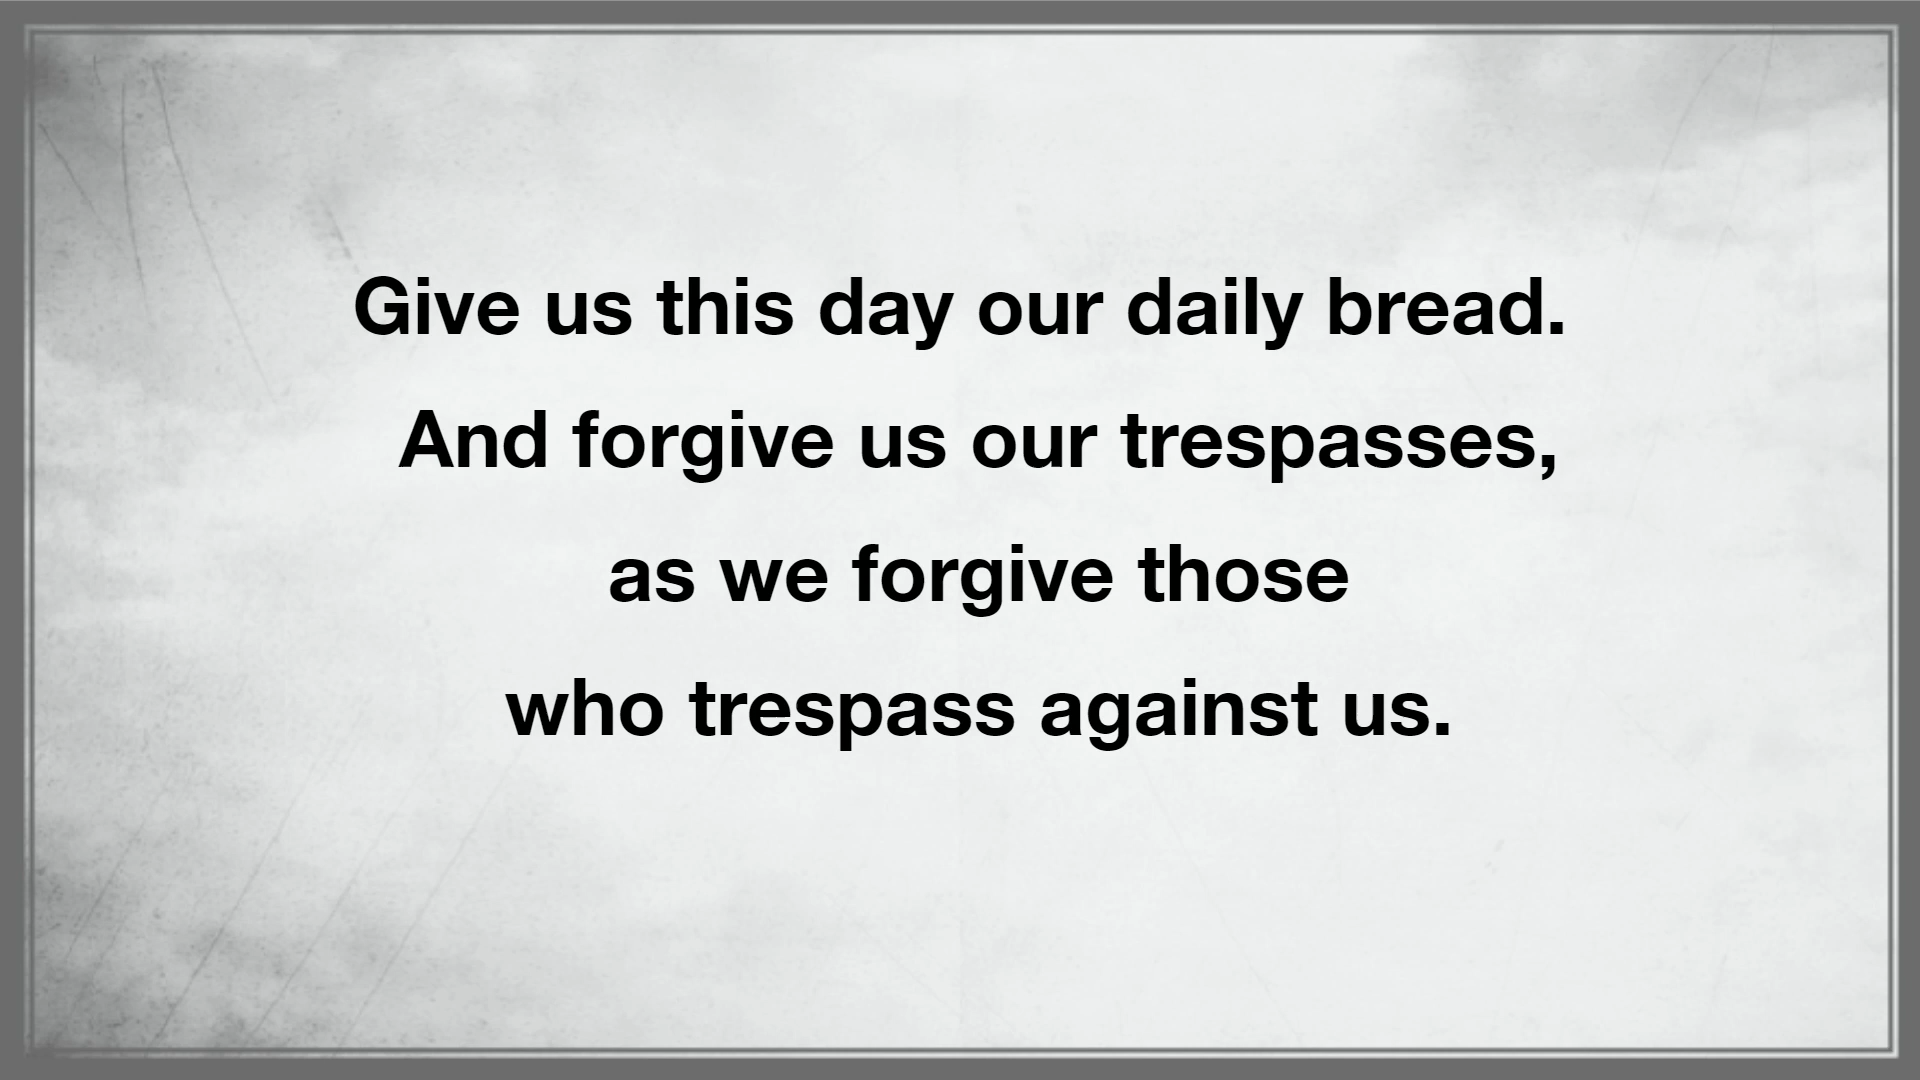 Give us this day our daily bread.
And forgive us our trespasses,
as we forgive those
who trespass against us.